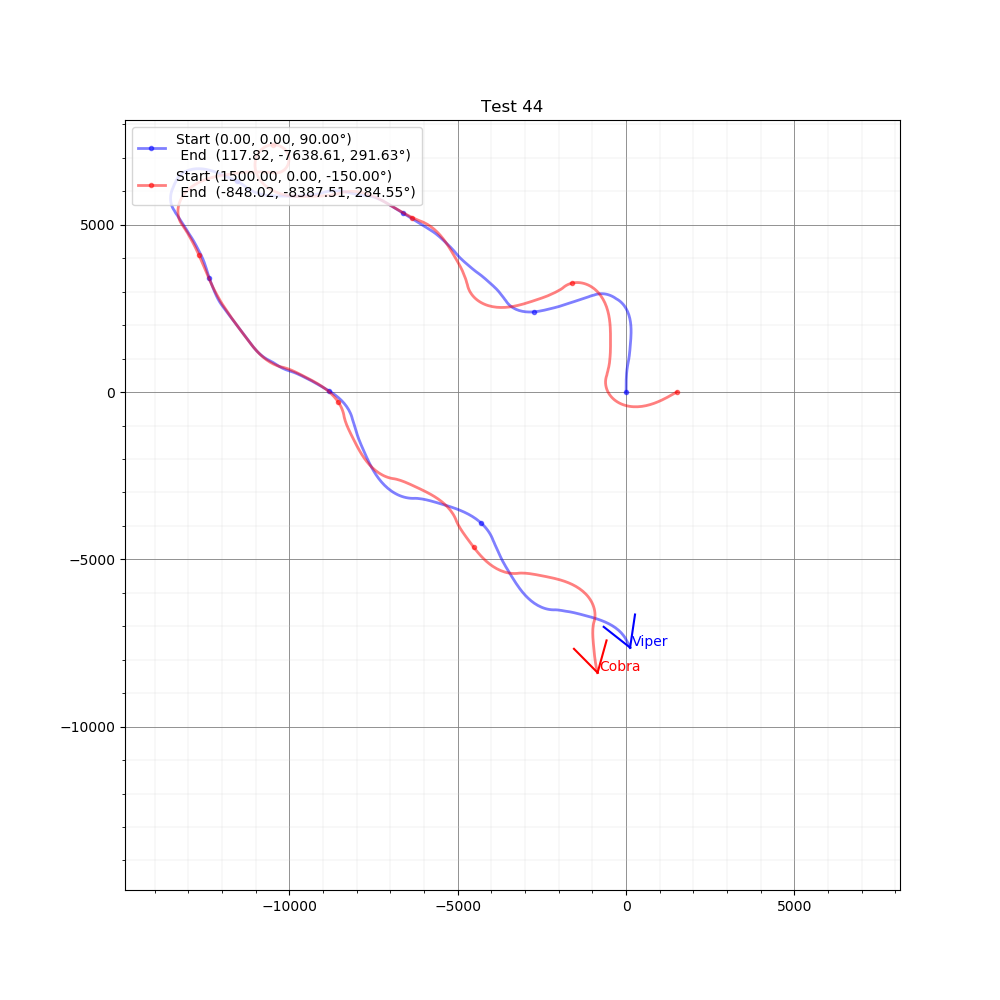 Test 44
Start (0.00, 0.00, 90.00°)
End  (117.82, -7638.61, 291.63°)
Start (1500.00, 0.00, -150.00°)
End  (-848.02, -8387.51, 284.55°)
5000
0
−5000
−10000
Viper
Cobra
−10000
−5000
0
5000